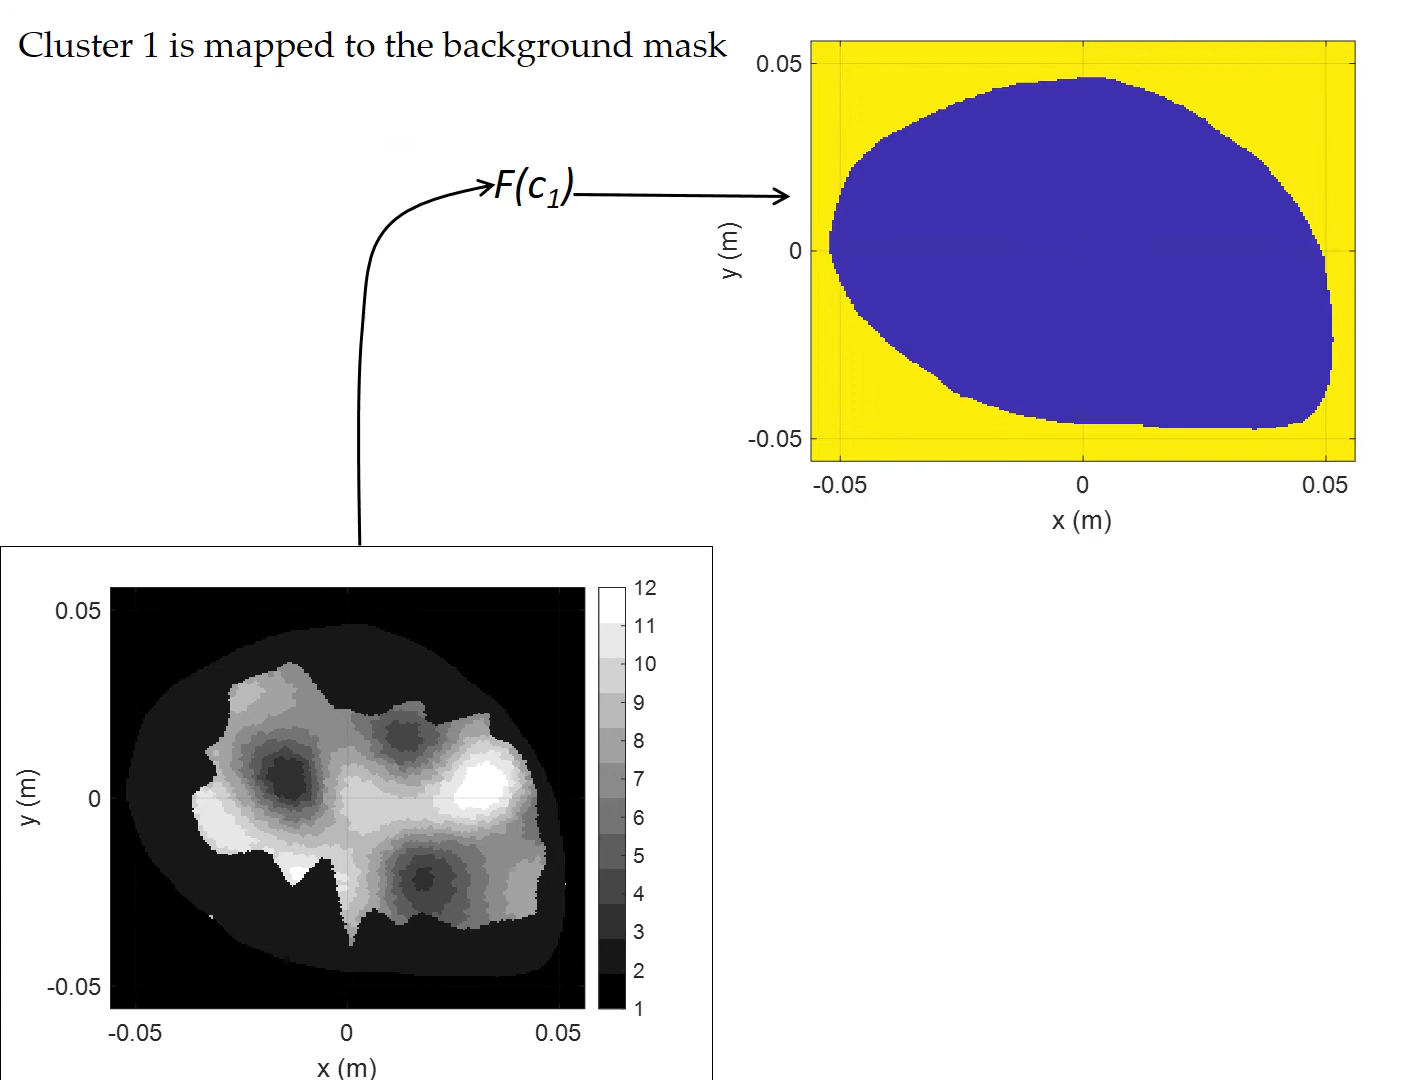 Cluster 1 is mapped to the background mask
F(c1)
0.05
0
-0.05
y (m)
-0.05 0 0.05
x (m)
0.05
0
-0.05
y (m)
-0.05 0 0.05
x (m)
12
11
10
9
8
7
6
5
4
3
2
1